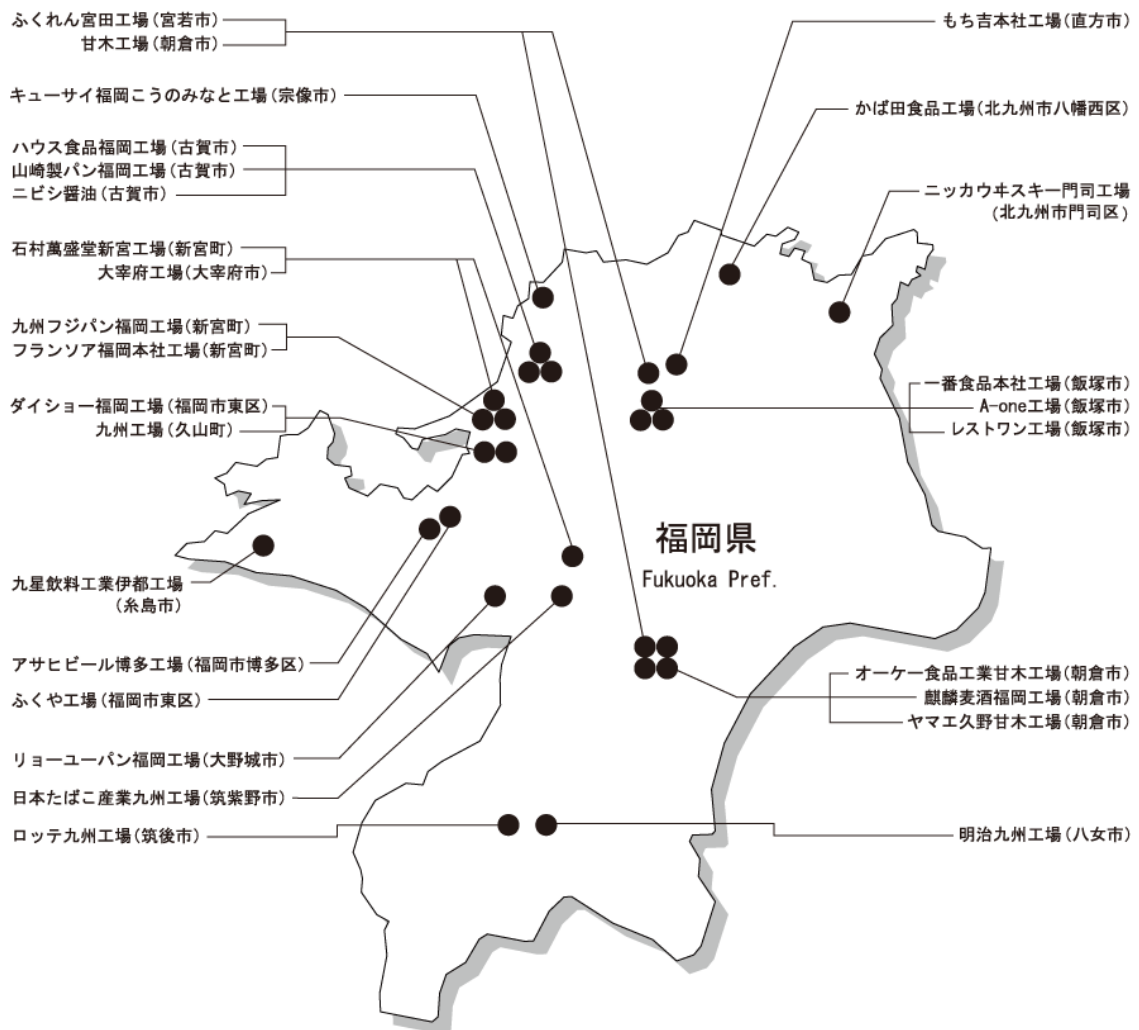 ふくれん宮田工場(宮若市)
甘木工場(朝倉市)
キューサイ福岡こうのみなと工場(宗像市)
ハウス食品福岡工場(古賀市)
山崎製パン福岡工場(古賀市)
ニビシ醤油(古賀市)
石村萬盛堂新宮工場(新宮町)
大宰府工場(大宰府市)
九州フジパン福岡工場(新宮町)
フランソア福岡本社工場(新宮町)
ダイショー福岡工場(福岡市東区)
九州工場(久山町)
九星飲料工業伊都工場
(糸島市)
アサヒビール博多工場(福岡市博多区)
ふくや工場(福岡市東区)
リョーユーパン福岡工場(大野城市)
日本たばこ産業九州工場(筑紫野市)
ロッテ九州工場(筑後市)
もち吉本社工場(直方市)
かば田食品工場(北九州市八幡西区)
ニッカウヰスキー門司工場
(北九州市門司区)
一番食品本社工場(飯塚市)
A-one工場(飯塚市)
レストワン工場(飯塚市)
福岡県
Fukuoka Pref.
オーケー食品工業甘木工場(朝倉市)
麒麟麦酒福岡工場(朝倉市)
ヤマエ久野甘木工場(朝倉市)
明治九州工場(八女市)